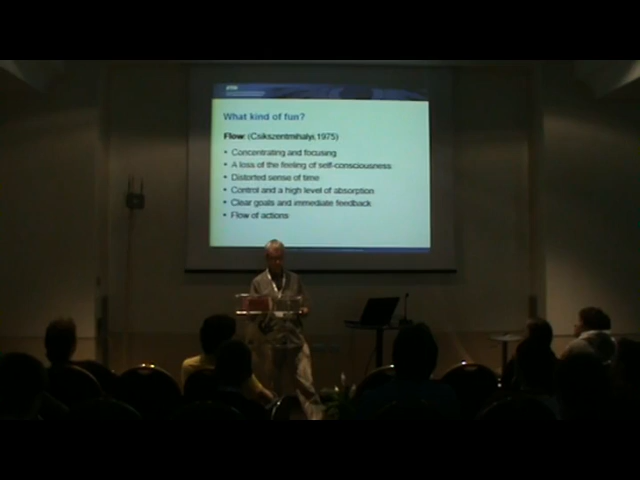 What kind of fun?
Flow (Csikszentmihalyi,1975)
• Concentrating and focusing
• A loss of the feeling of self-consciousness
• Distorted sense of time
• Control and a high level of absorption
• Clear goals and immediate feedback
• Flow of actions